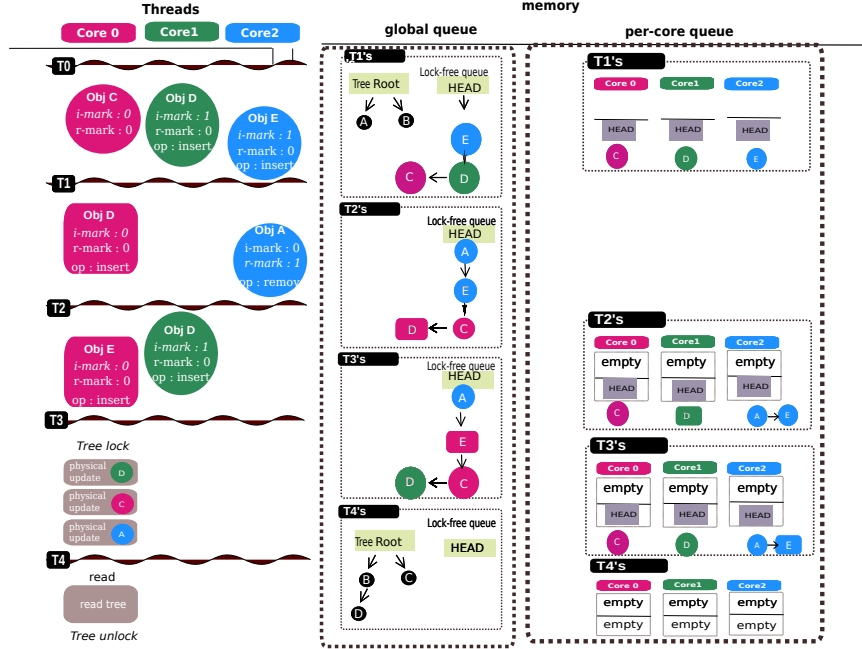 Threads
Core 0
Core1
Core2
memory
global queue
per-core queue
T0
Obj C
i-mark : 0
r-mark : 0
Obj D
i-mark : 1
r-mark : 0
op : insert
Obj E
i-mark : 1
r-mark : 0
op : insert
T1
Obj D
i-mark : 0
r-mark : 0
op : insert
Obj A
i-mark : 0
r-mark : 1
op : remov
T2
Obj E
i-mark : 0
r-mark : 0
op : insert
Obj D
i-mark : 1
r-mark : 0
op : insert
T3
Tree lock
physical
update
D
physical
update
C
physical
update
A
T4
read
read tree
Tree unlock
T1's
Tree Root
A
B
Lock-free queue
HEAD
E
C
D
T2's
Lock-free queue
HEAD
A
E
D
C
T3's
Lock-free queue
HEAD
A
E
D
C
T4's
Tree Root
B
C
D
Lock-free queue
HEAD
T1's
Core 0
Core1
Core2
HEAD
HEAD
HEAD
C
D
E
T2's
Core 0
Core1
Core2
empty
empty
empty
HEAD
HEAD
HEAD
C
D
A
E
T3's
Core 0
Core1
Core2
empty
empty
empty
HEAD
HEAD
HEAD
C
D
A
E
T4's
Core 0
Core1
Core2
empty
empty
empty
empty
empty
empty